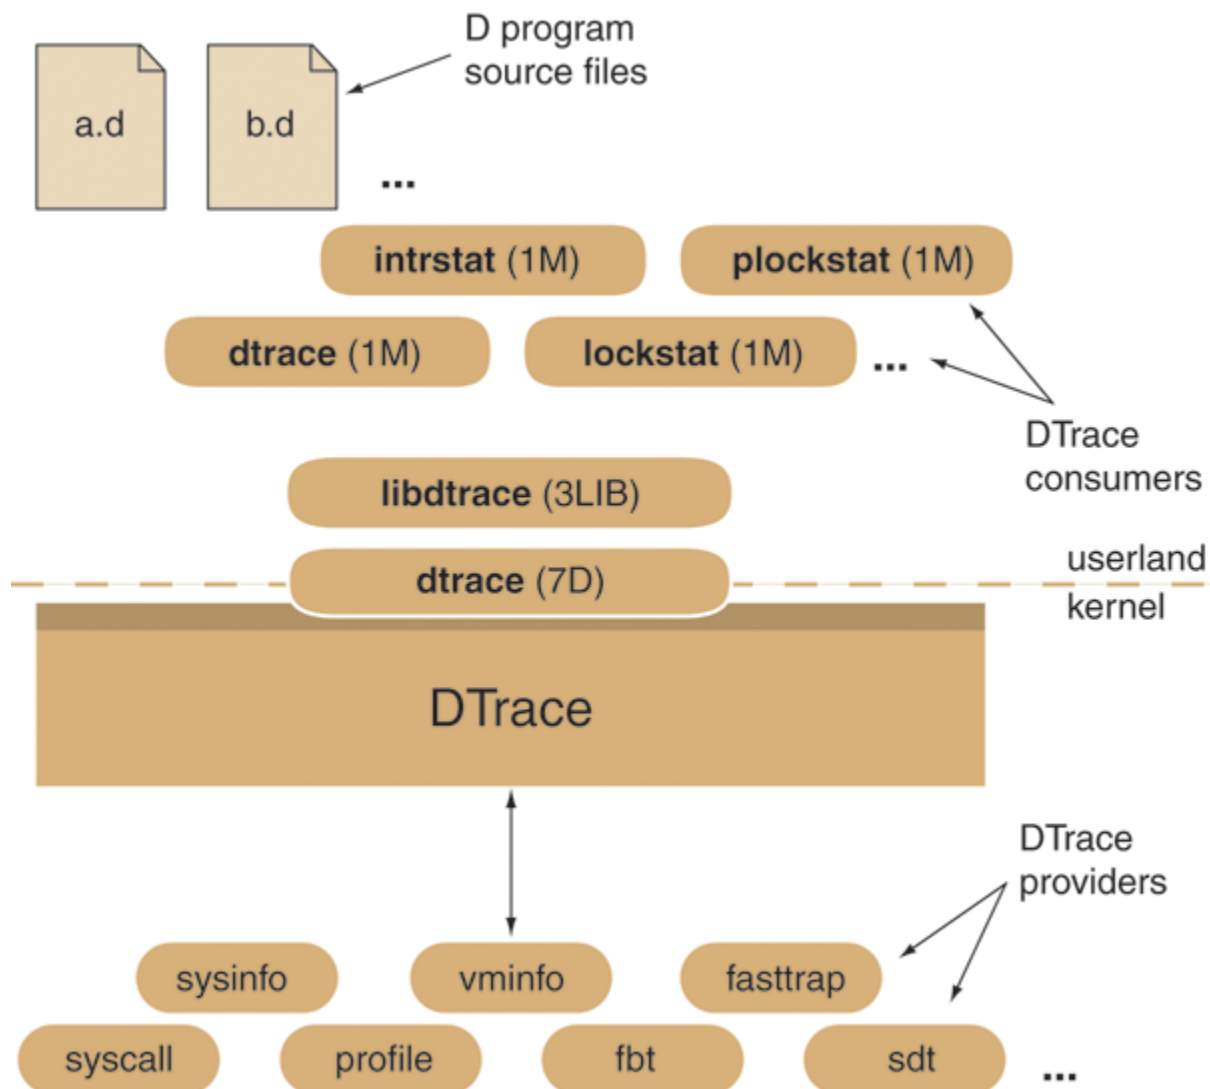 D program
source files
a.d
b.d
...
intrstat (1M)
plockstat (1M)
dtrace (1M)
lockstat (1M)
...
DTrace
consumers
libdtrace (3LIB)
userland
dtrace (7D)
kernel
DTrace
DTrace
providers
sysinfo
vminfo
fasttrap
syscall
profile
fbt
sdt
...